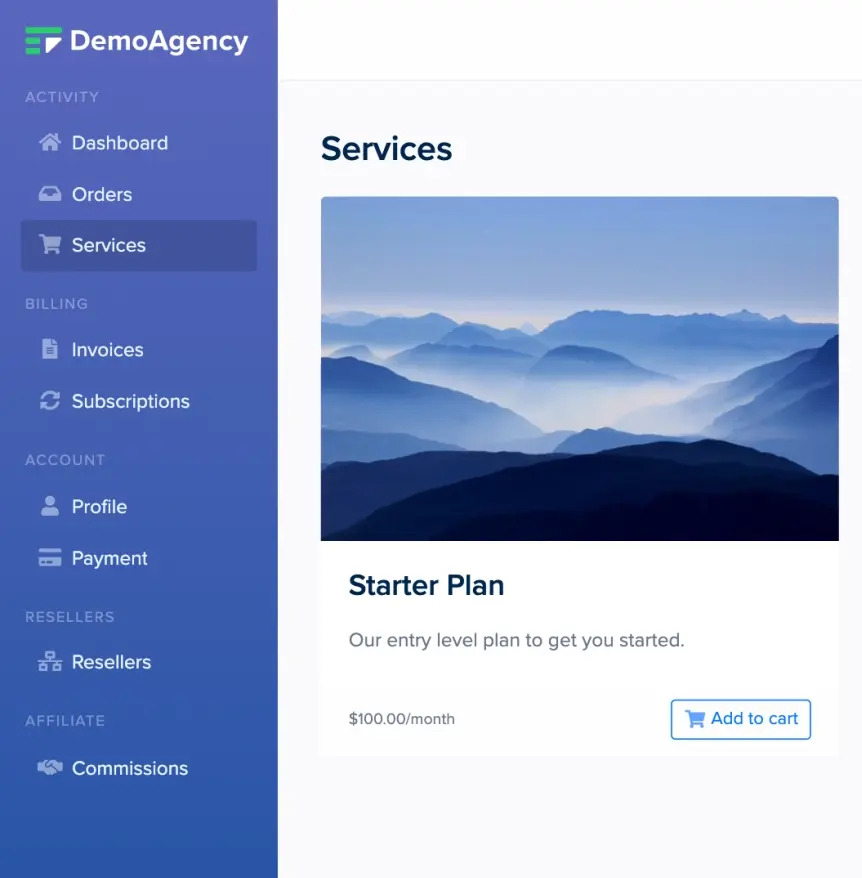 DemoAgency
ACTIVITY
Dashboard
Orders
Services
BILLING
Invoices
Subscriptions
ACCOUNT
Profile
Payment
RESELLERS
Resellers
AFFILIATE
Commissions
Services
Starter Plan
Our entry level plan to get you started.
$100.00/month
Add to cart